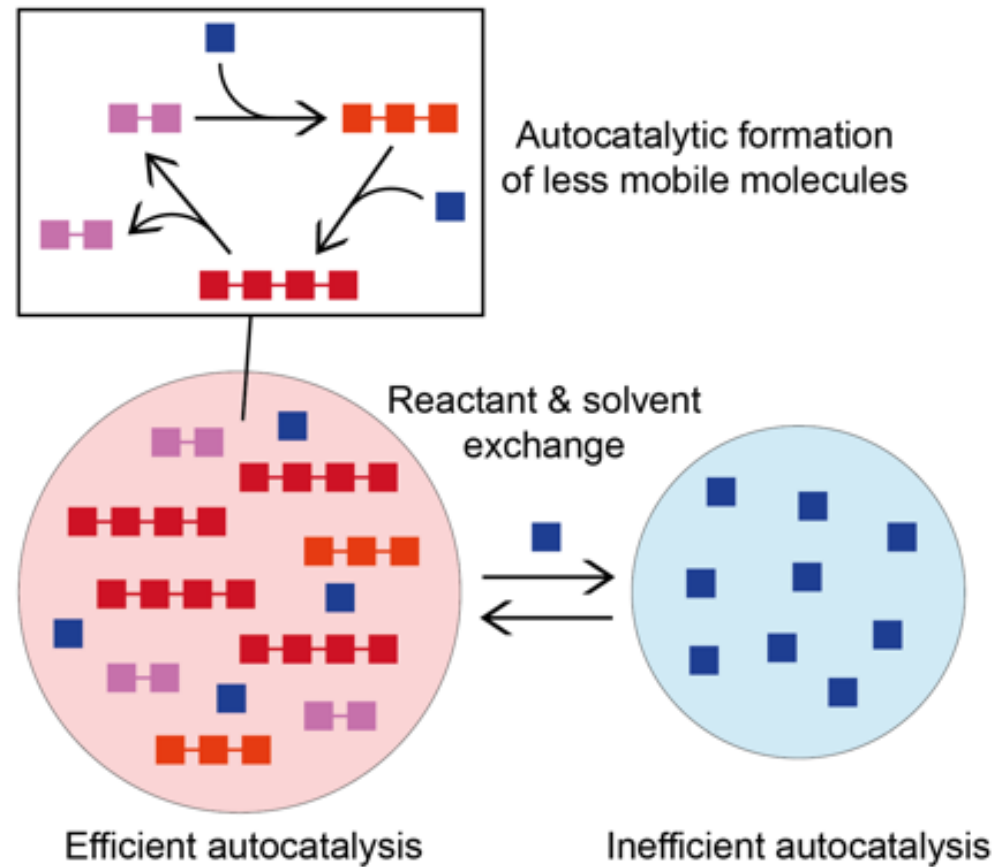 Autocatalytic formation
of less mobile molecules
Reactant & solvent
exchange
Efficient autocatalysis
Inefficient autocatalysis